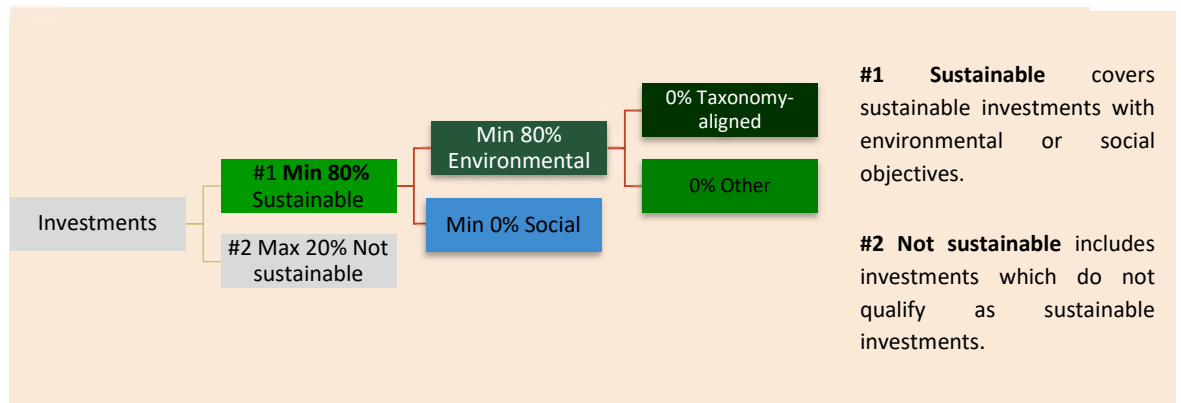 Investments
#1 Min 80%
Sustainable
#2 Max 20% Not
sustainable
Min 80%
Environmental
Min 0% Social
0% Taxonomy-
aligned
0% Other
#1 Sustainable covers
sustainable investments with
environmental or social
objectives.
#2 Not sustainable includes
investments which do not
qualify as sustainable
investments.